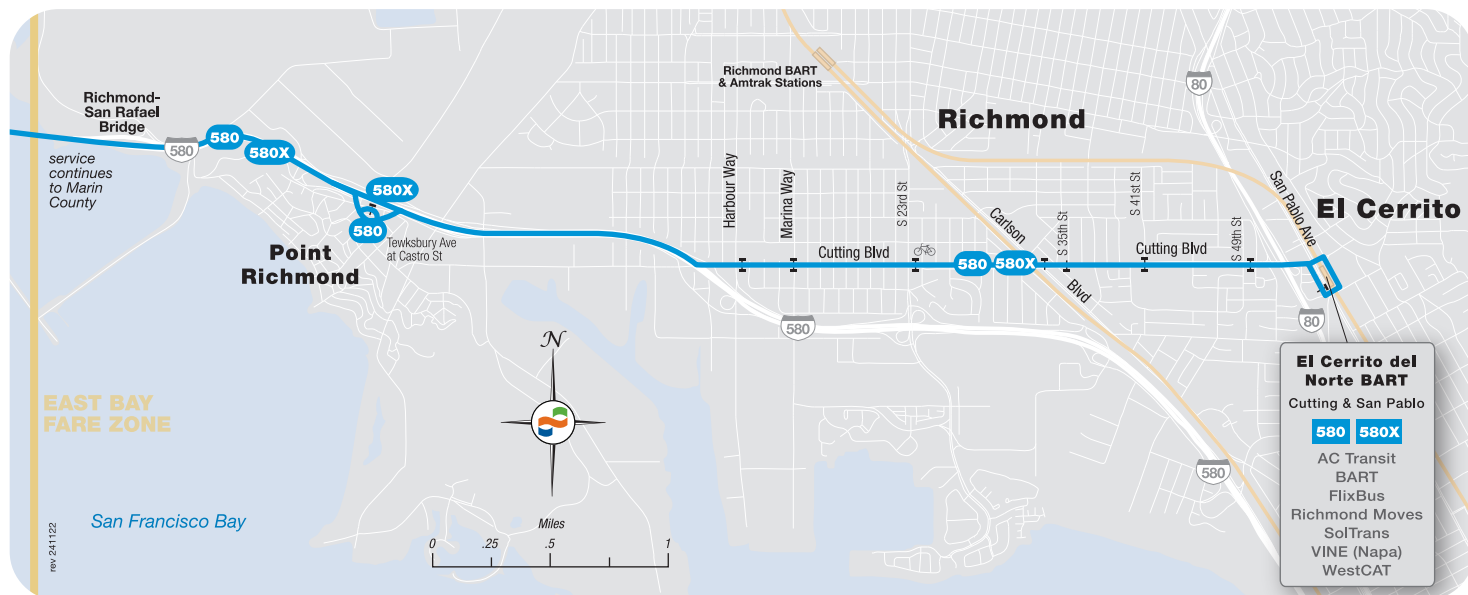 Richmond-
San Rafael
Bridge
580
580
580X
service
continues
to Marin
County
580X
580
Tewksbury Ave
at Castro St
Point
Richmond
Richmond BART
& Amtrak Stations
Richmond
80
Harbour Way
Marina Way
S 23rd St
Carlson
Blvd
S 35th St
S 41st St
S 49th St
San Pablo Ave
El Cerrito
Cutting Blvd
580
580X
Cutting Blvd
580
80
El Cerrito del
Norte BART
Cutting & San Pablo
580
580X
AC Transit
BART
FlixBus
Richmond Moves
SolTrans
VINE (Napa)
WestCAT
580
EAST BAY
FARE ZONE
N
San Francisco Bay
Miles
0
.25
.5
1
rev 241122